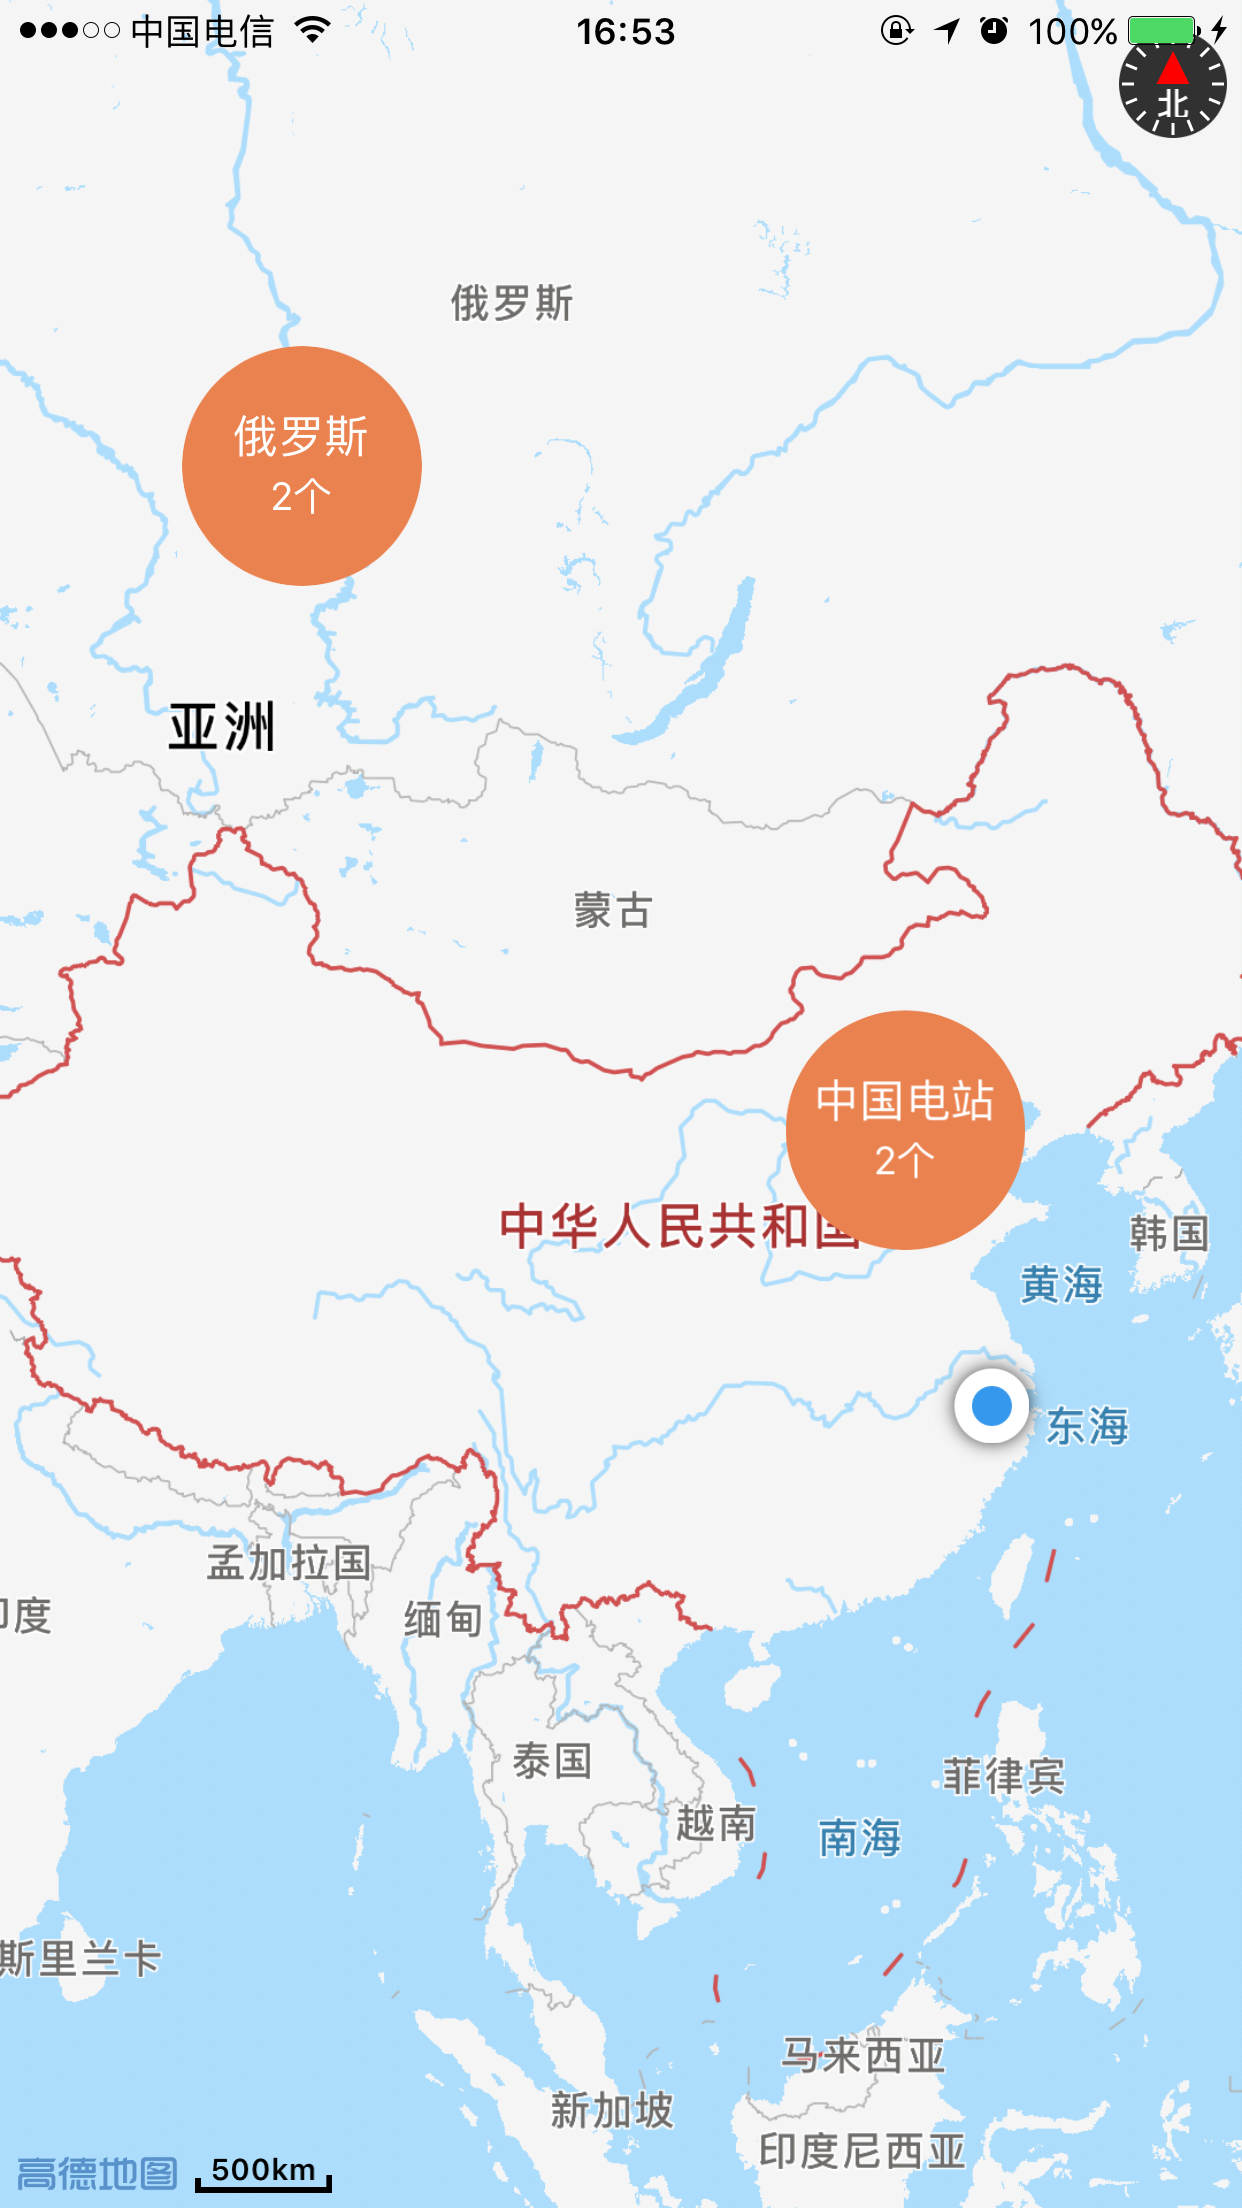 中国电信
16:53
100%
北
俄罗斯
俄罗斯
2个
亚洲
蒙古
中国电站
2个
中华人民共和国
韩国
黄海
东海
孟加拉国
缅甸
印度
泰国
菲律宾
越南
南海
斯里兰卡
马来西亚
新加坡
印度尼西亚
高德地图
500km